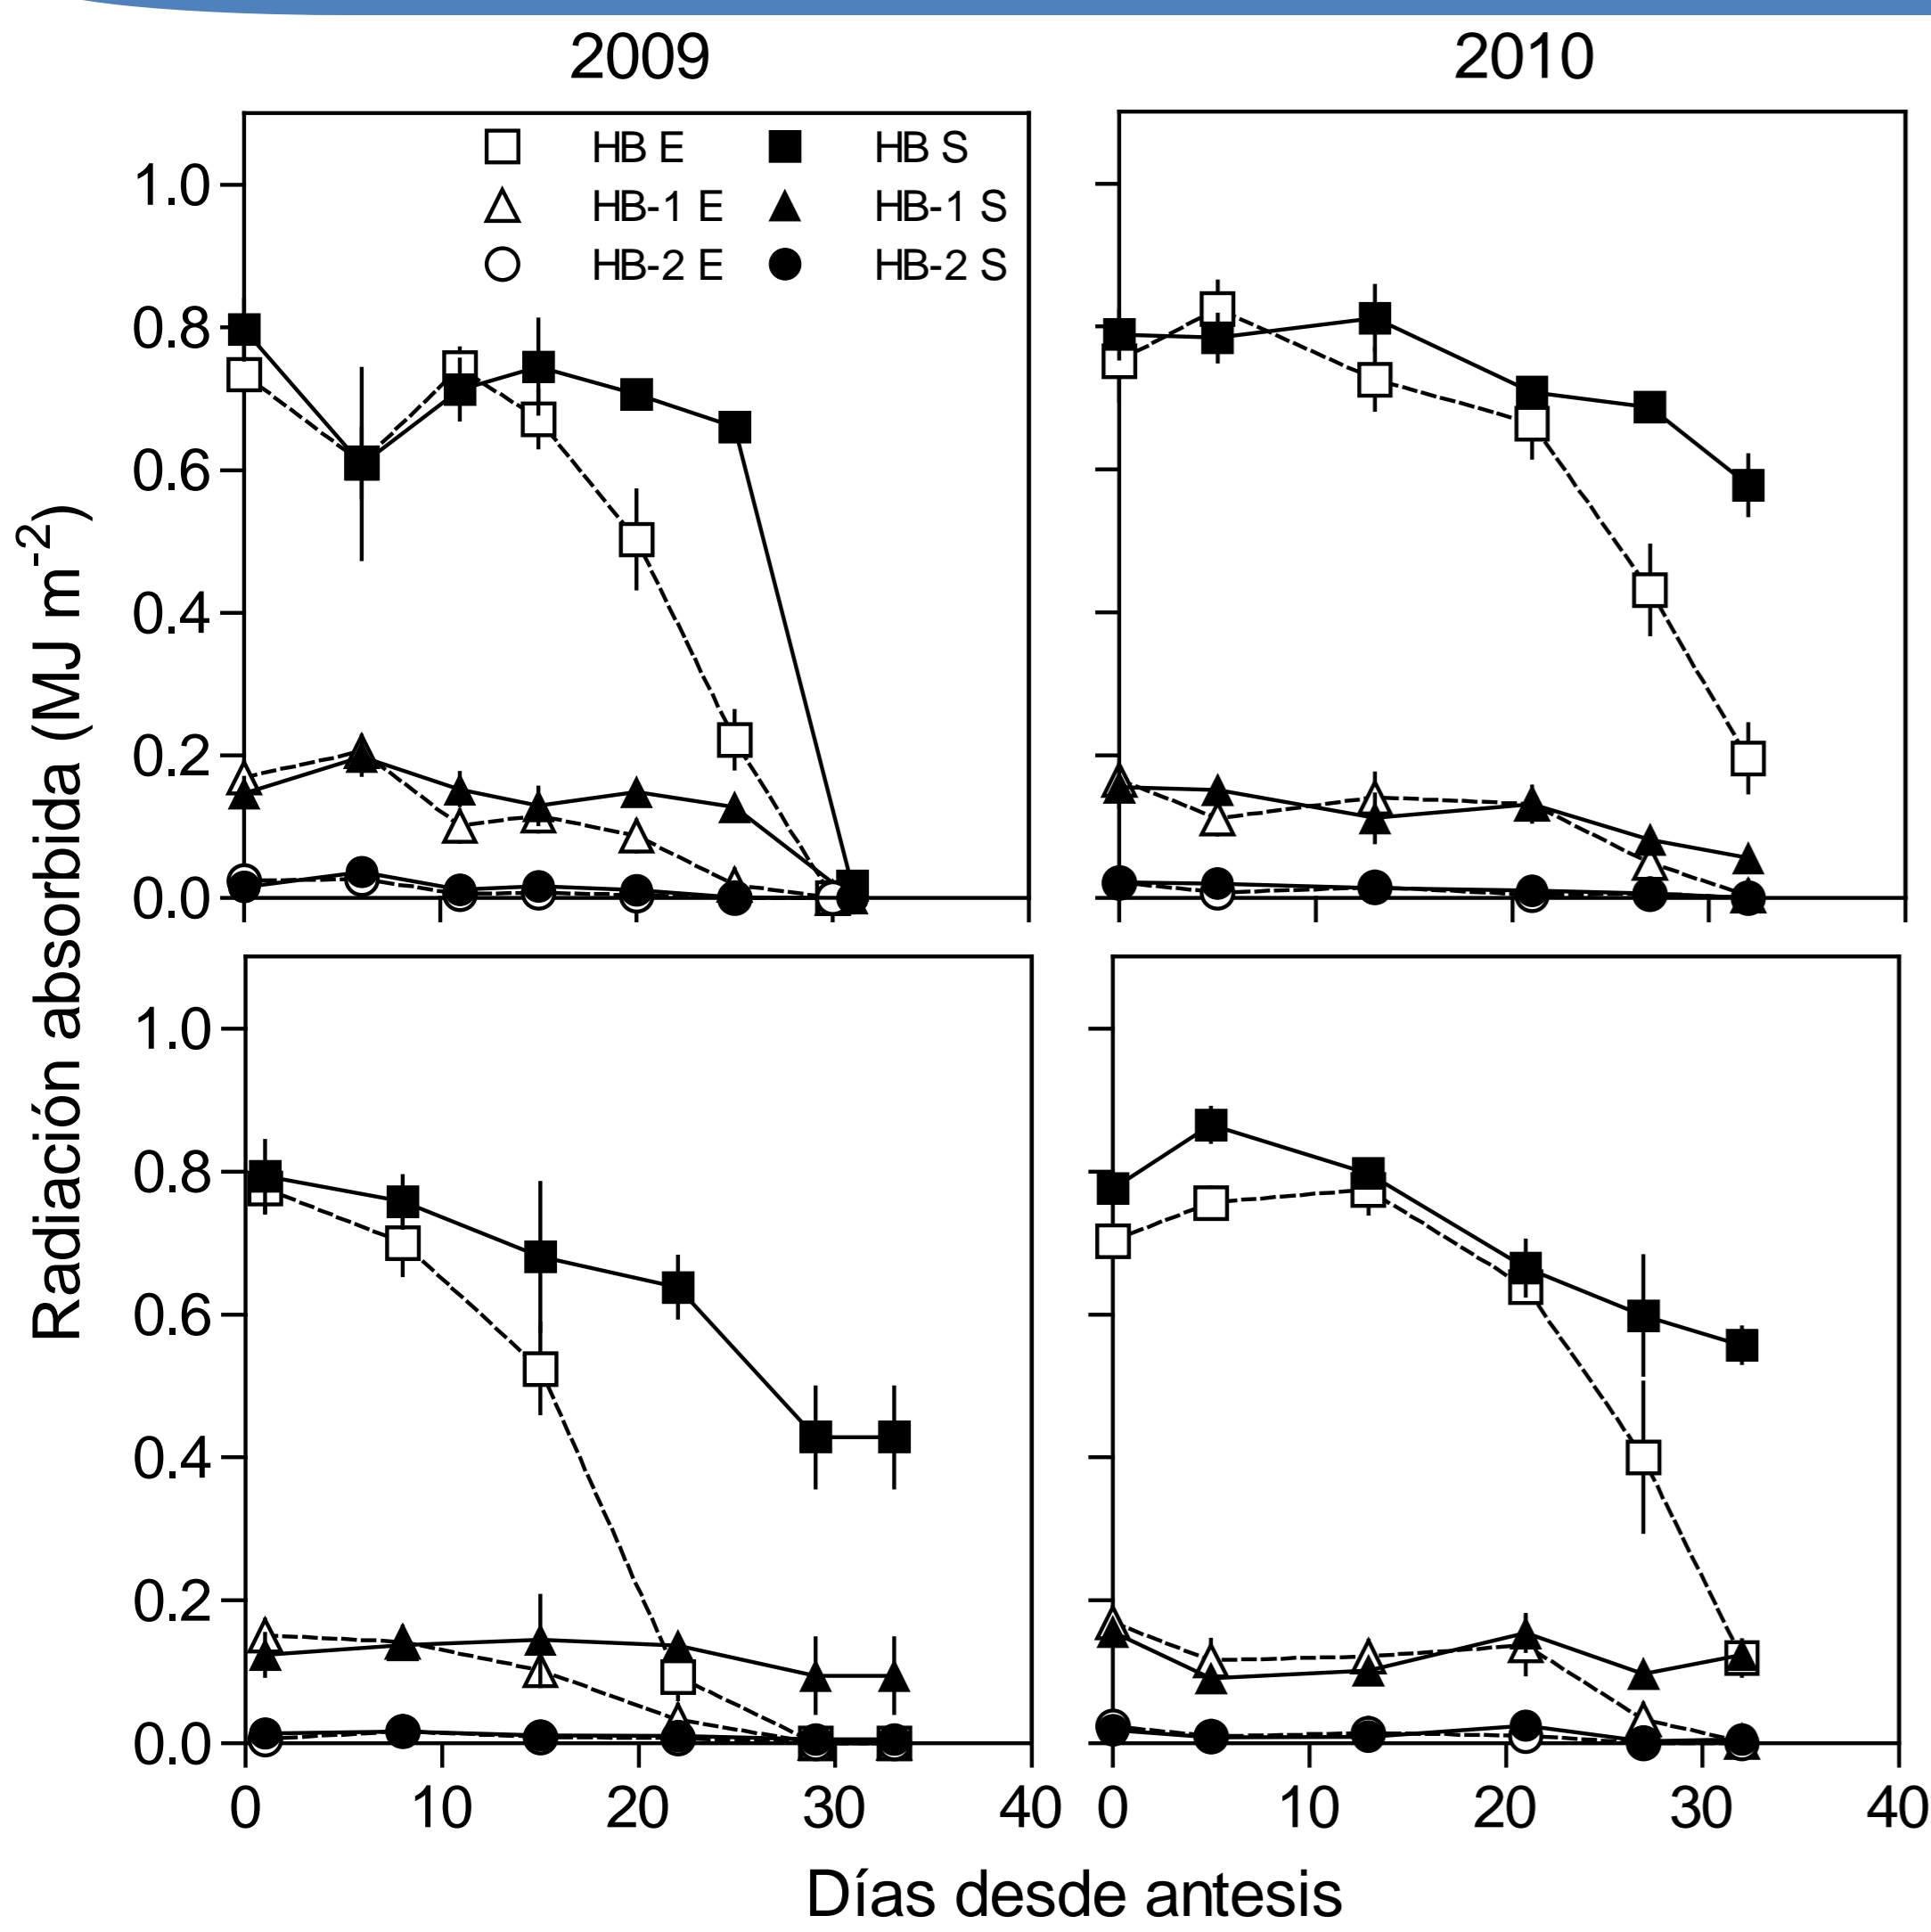 2009
2010
HB E
HB S
HB-1 E
HB-1 S
HB-2 E
HB-2 S
1.0
0.8
0.6
0.4
0.2
0.0
Radiación absorbida (MJ m⁻²)
1.0
0.8
0.6
0.4
0.2
0.0
0 10 20 30 40
0 10 20 30 40
Días desde antesis